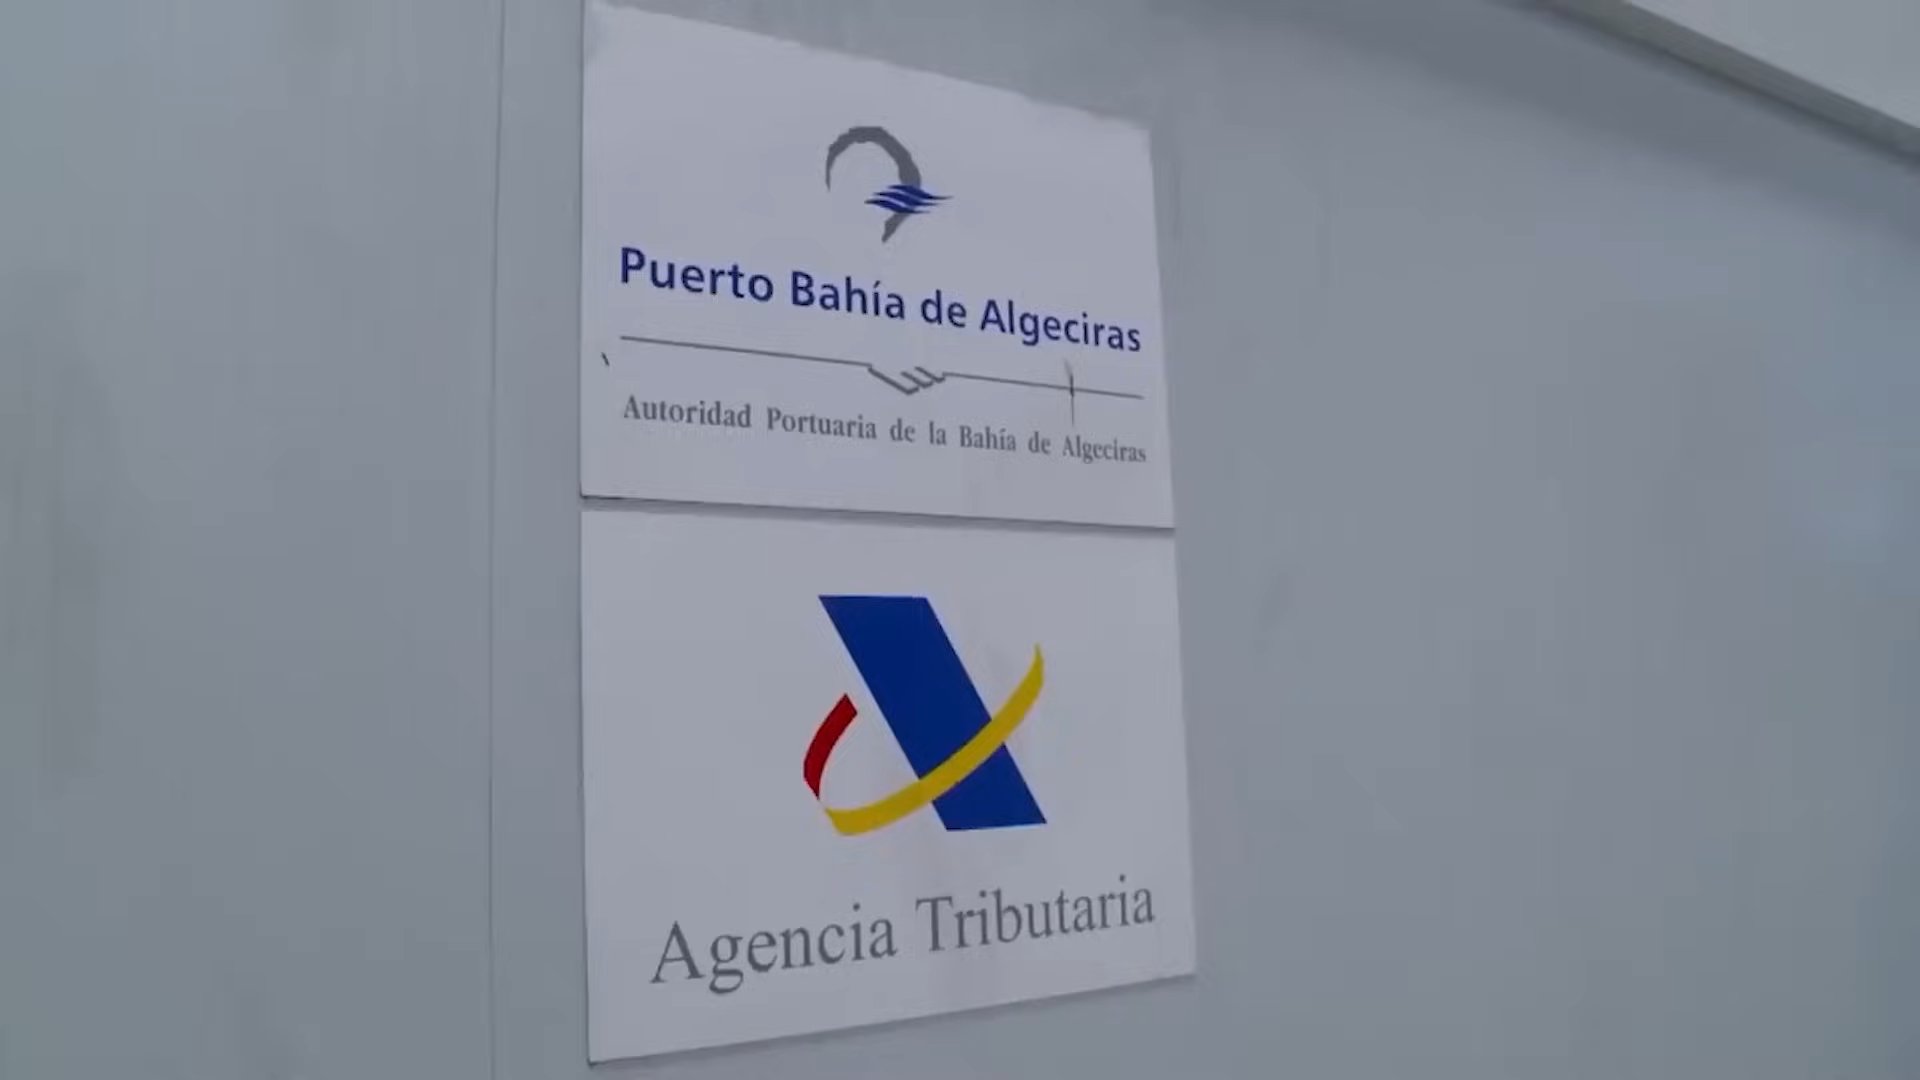 Puerto Bahía de Algeciras
Autoridad Portuaria de la Bahía de Algeciras
Agencia Tributaria